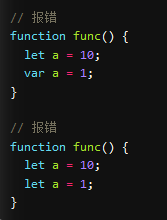 // 报错
function func() {
  let a = 10;
  var a = 1;
}
// 报错
function func() {
  let a = 10;
  let a = 1;
}